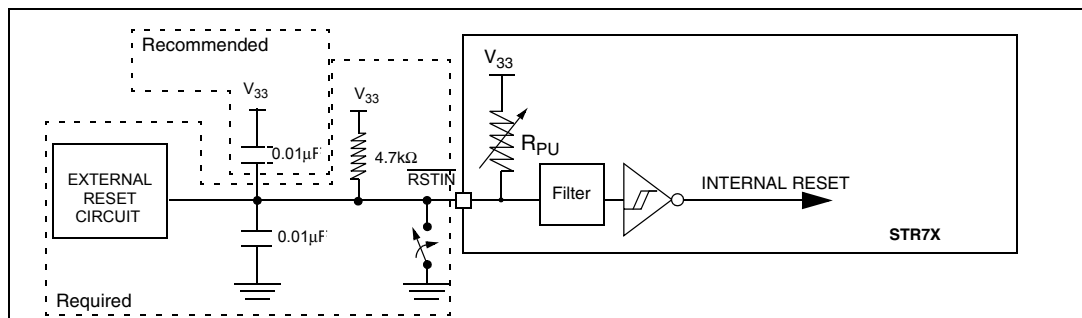 Recommended
V33
0.01µF
V33
4.7kΩ
RSTIN
EXTERNAL
RESET
CIRCUIT
0.01µF
Required
V33
RPU
Filter
INTERNAL RESET
STR7X